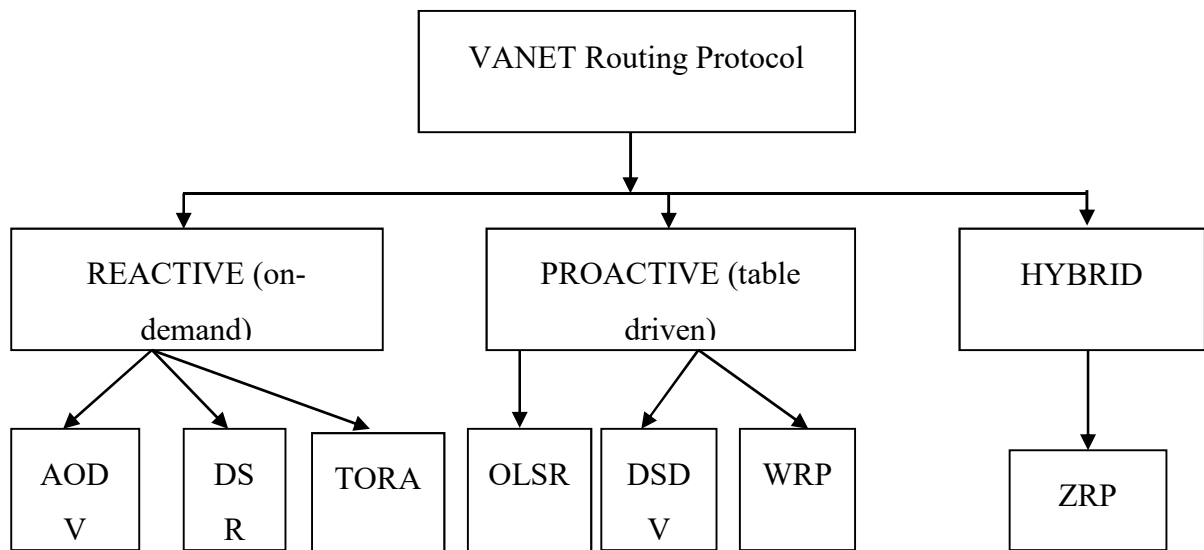 VANET Routing Protocol
REACTIVE (on-
demand)
PROACTIVE (table
driven)
HYBRID
AOD
V
DS
R
TORA
OLSR
DSD
V
WRP
ZRP